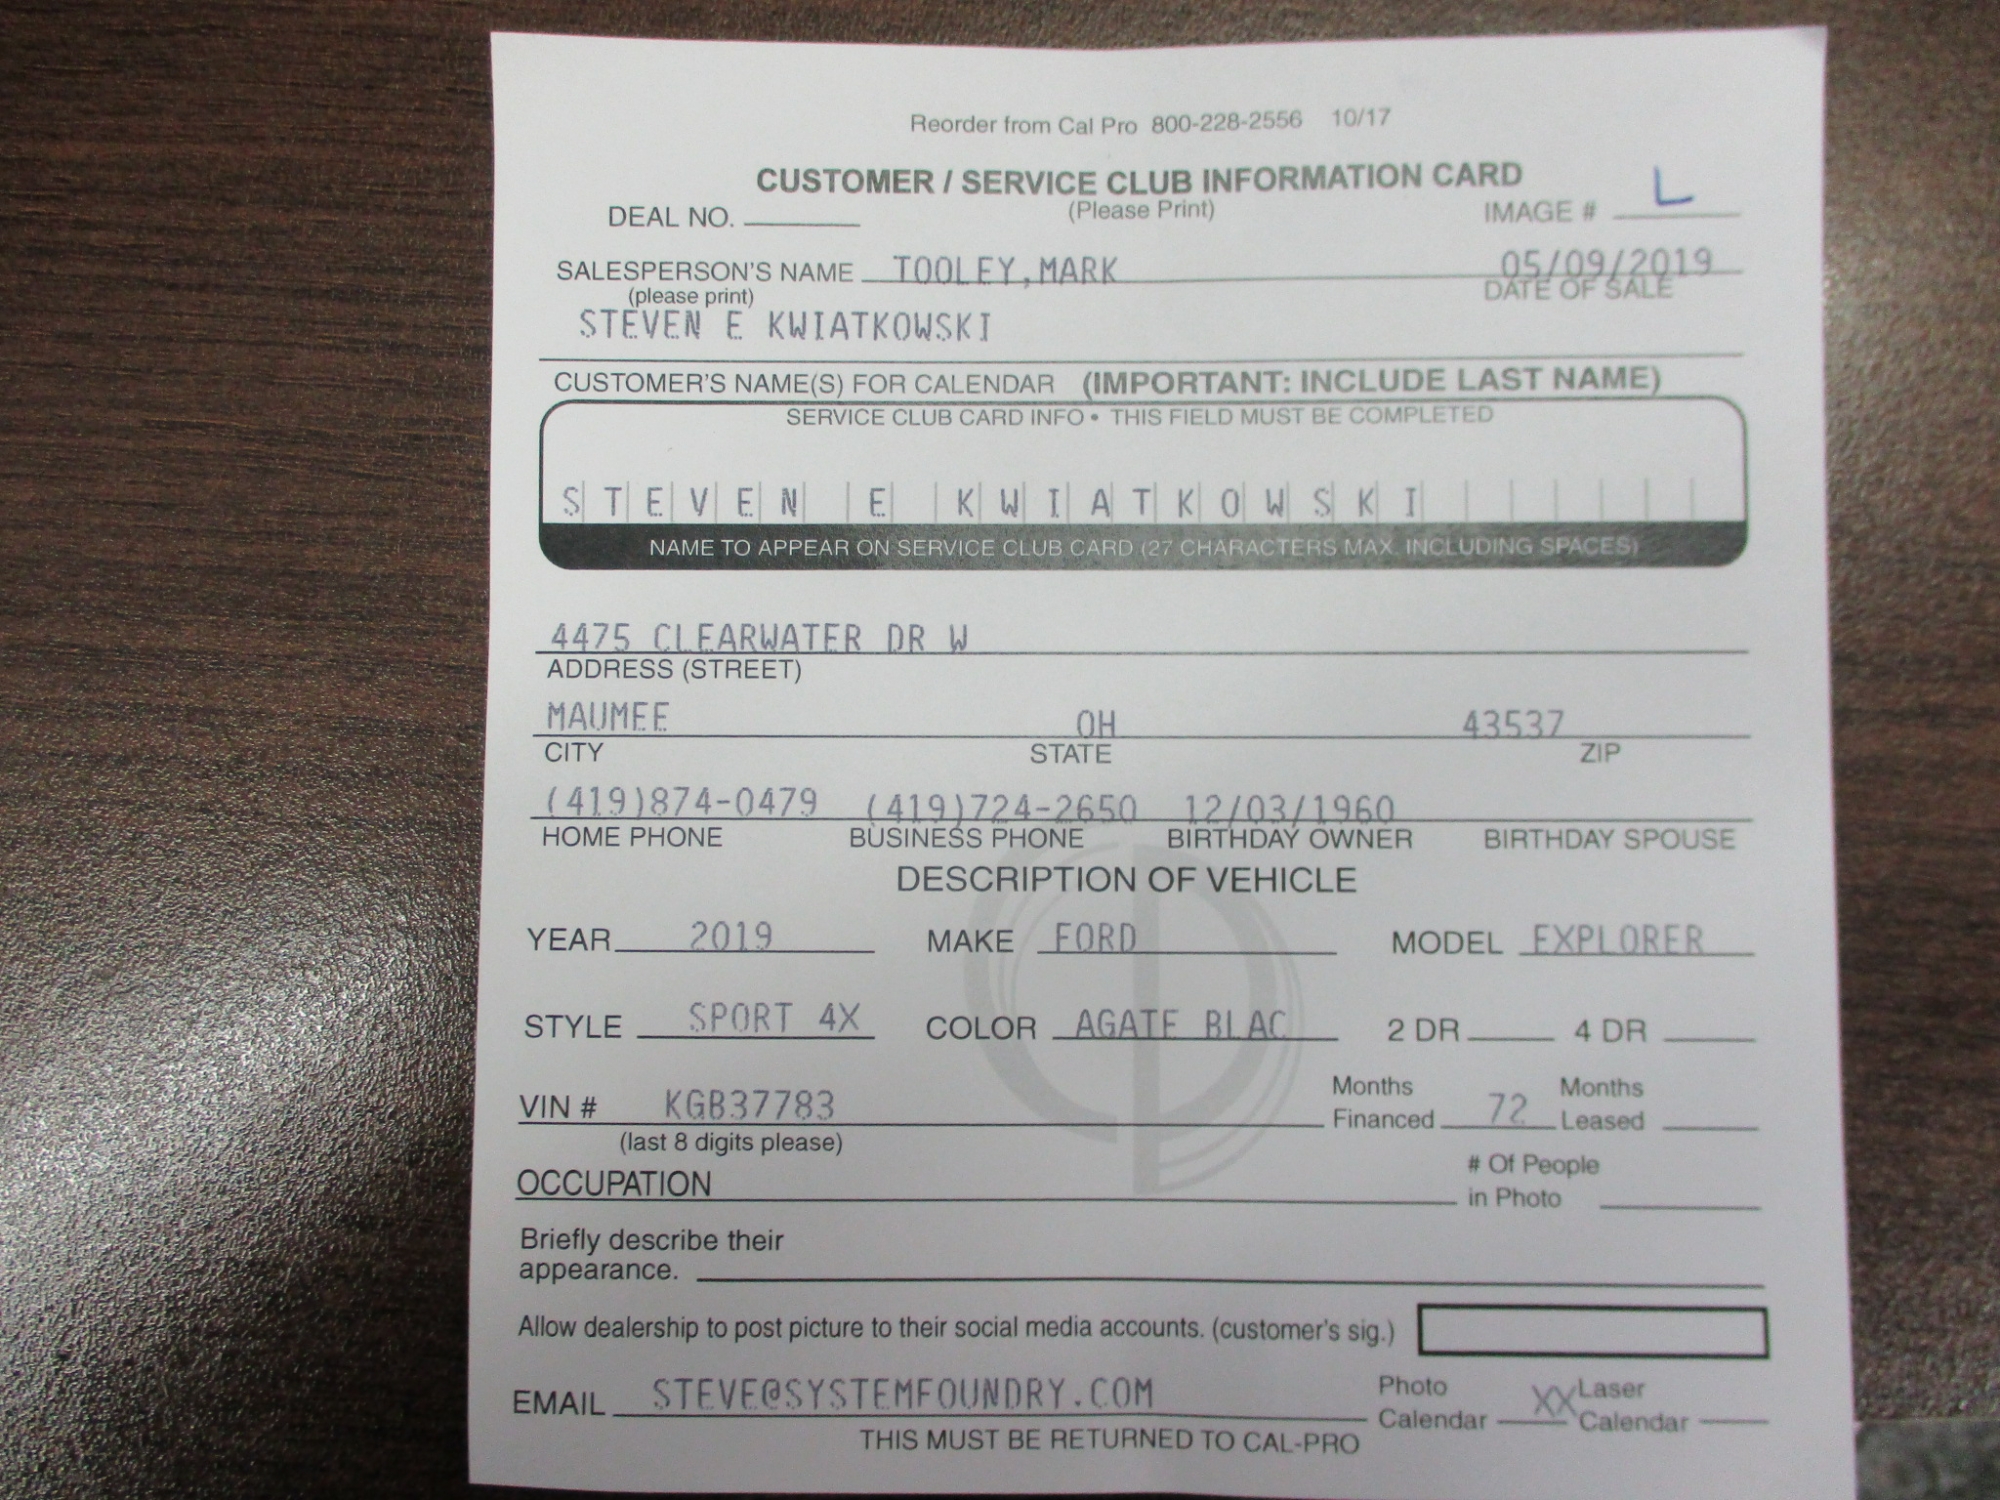 Reorder from Cal Pro 800-228-2556 10/17
CUSTOMER / SERVICE CLUB INFORMATION CARD
(Please Print)
DEAL NO. IMAGE # L
SALESPERSON'S NAME TOOLEY,MARK 05/09/2019
(please print) DATE OF SALE
STEVEN E KWIATKOWSKI
CUSTOMER'S NAME(S) FOR CALENDAR (IMPORTANT: INCLUDE LAST NAME)
SERVICE CLUB CARD INFO • THIS FIELD MUST BE COMPLETED
STEVEN E KWIATKOWSKI
NAME TO APPEAR ON SERVICE CLUB CARD (27 CHARACTERS MAX. INCLUDING SPACES)
4475 CLEARWATER DR W
ADDRESS (STREET)
MAUMEE OH 43537
CITY STATE ZIP
(419)874-0479 (419)724-2650 12/03/1960
HOME PHONE BUSINESS PHONE BIRTHDAY OWNER BIRTHDAY SPOUSE
DESCRIPTION OF VEHICLE
YEAR 2019 MAKE FORD MODEL EXPLORER
STYLE SPORT 4X COLOR AGATE BLAC 2 DR 4 DR
VIN # KGB37783 Months Financed 72 Months Leased
(last 8 digits please)
OCCUPATION # Of People in Photo
Briefly describe their
appearance.
Allow dealership to post picture to their social media accounts. (customer's sig.)
EMAIL STEVE@SYSTEMFOUNDRY.COM Photo Calendar XX Laser Calendar
THIS MUST BE RETURNED TO CAL-PRO